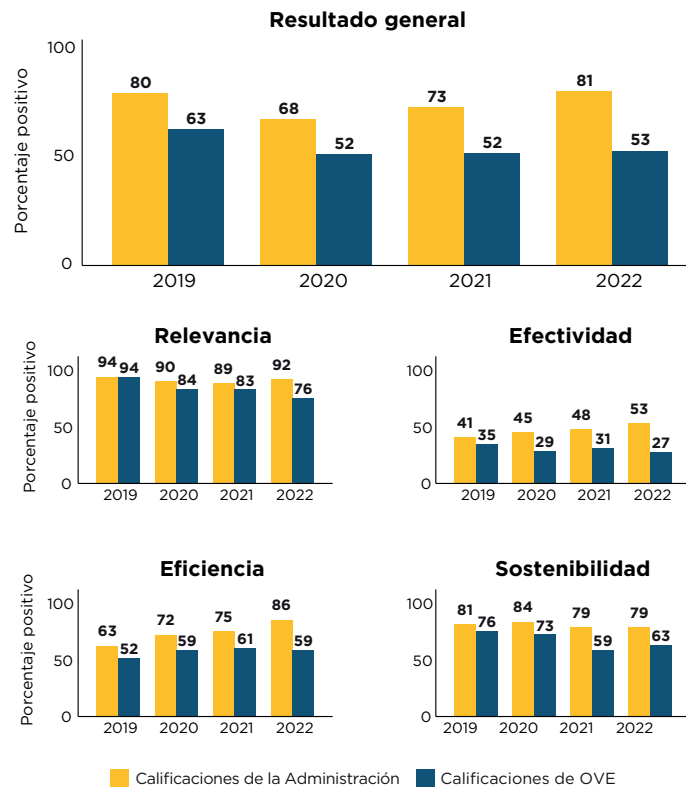 Resultado general
Porcentaje positivo
100
50
0
80
63
68
52
73
52
81
53
2019 2020 2021 2022
Relevancia
Porcentaje positivo
100
50
0
94 94 90 84 89 83 92 76
2019 2020 2021 2022
Efectividad
100
50
0
41 35 45 29 48 31 53 27
2019 2020 2021 2022
Eficiencia
Porcentaje positivo
100
50
0
63 52 72 59 75 61 86 59
2019 2020 2021 2022
Sostenibilidad
100
50
0
81 76 84 73 79 59 79 63
2019 2020 2021 2022
Calificaciones de la Administración Calificaciones de OVE